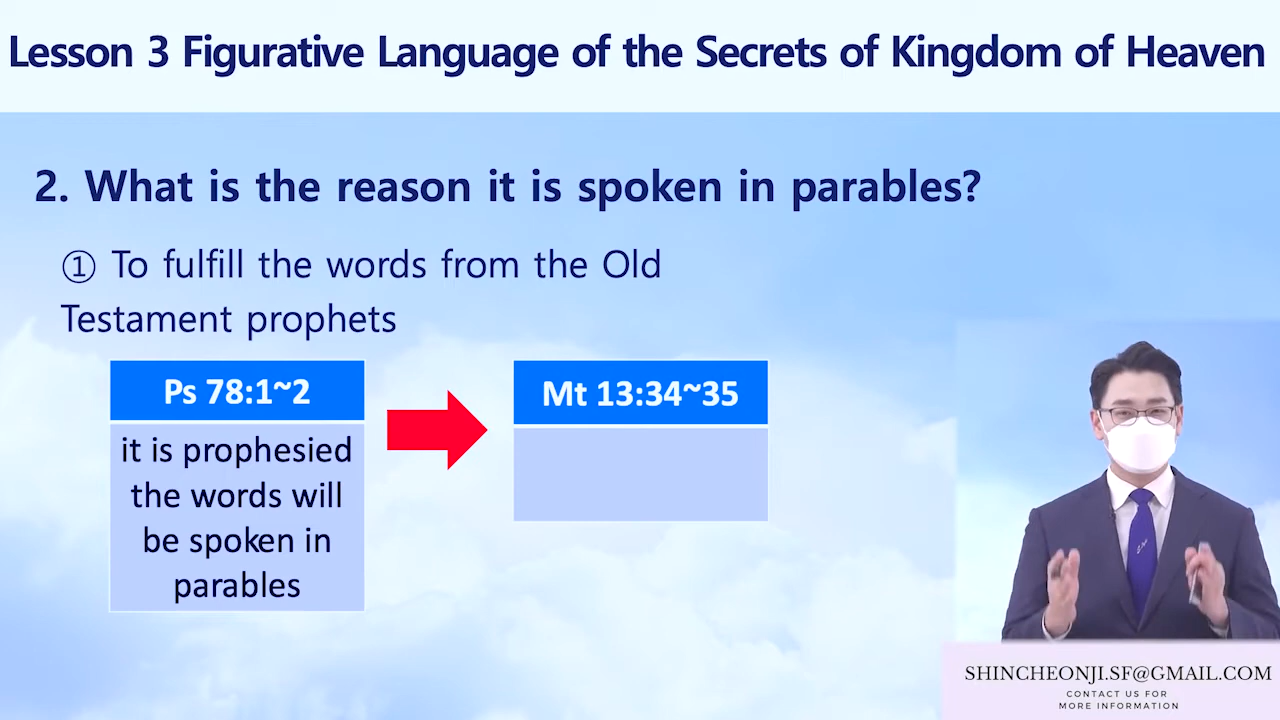 Lesson 3 Figurative Language of the Secrets of Kingdom of Heaven
2. What is the reason it is spoken in parables?
① To fulfill the words from the Old
Testament prophets
Ps 78:1~2
it is prophesied
the words will
be spoken in
parables
Mt 13:34~35
SHINCHEONJI.SF@GMAIL.COM
CONTACT US FOR
MORE INFORMATION